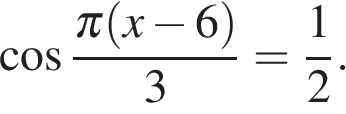 cos π(x − 6)/3 = 1/2.